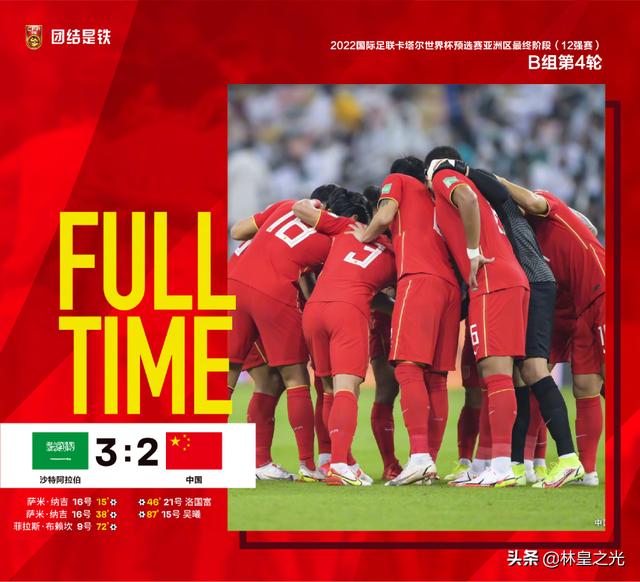 团结是铁
2022国际足联卡塔尔世界杯预选赛亚洲区最终阶段（12强赛）
B组第4轮
FULL
TIME
18
3
3:2
沙特阿拉伯
中国
萨米·纳吉 16号 15'
46' 21号 洛国富
萨米·纳吉 16号 38'
87' 15号 吴曦
菲拉斯·布赖坎 9号 72'
头条 @林皇之光